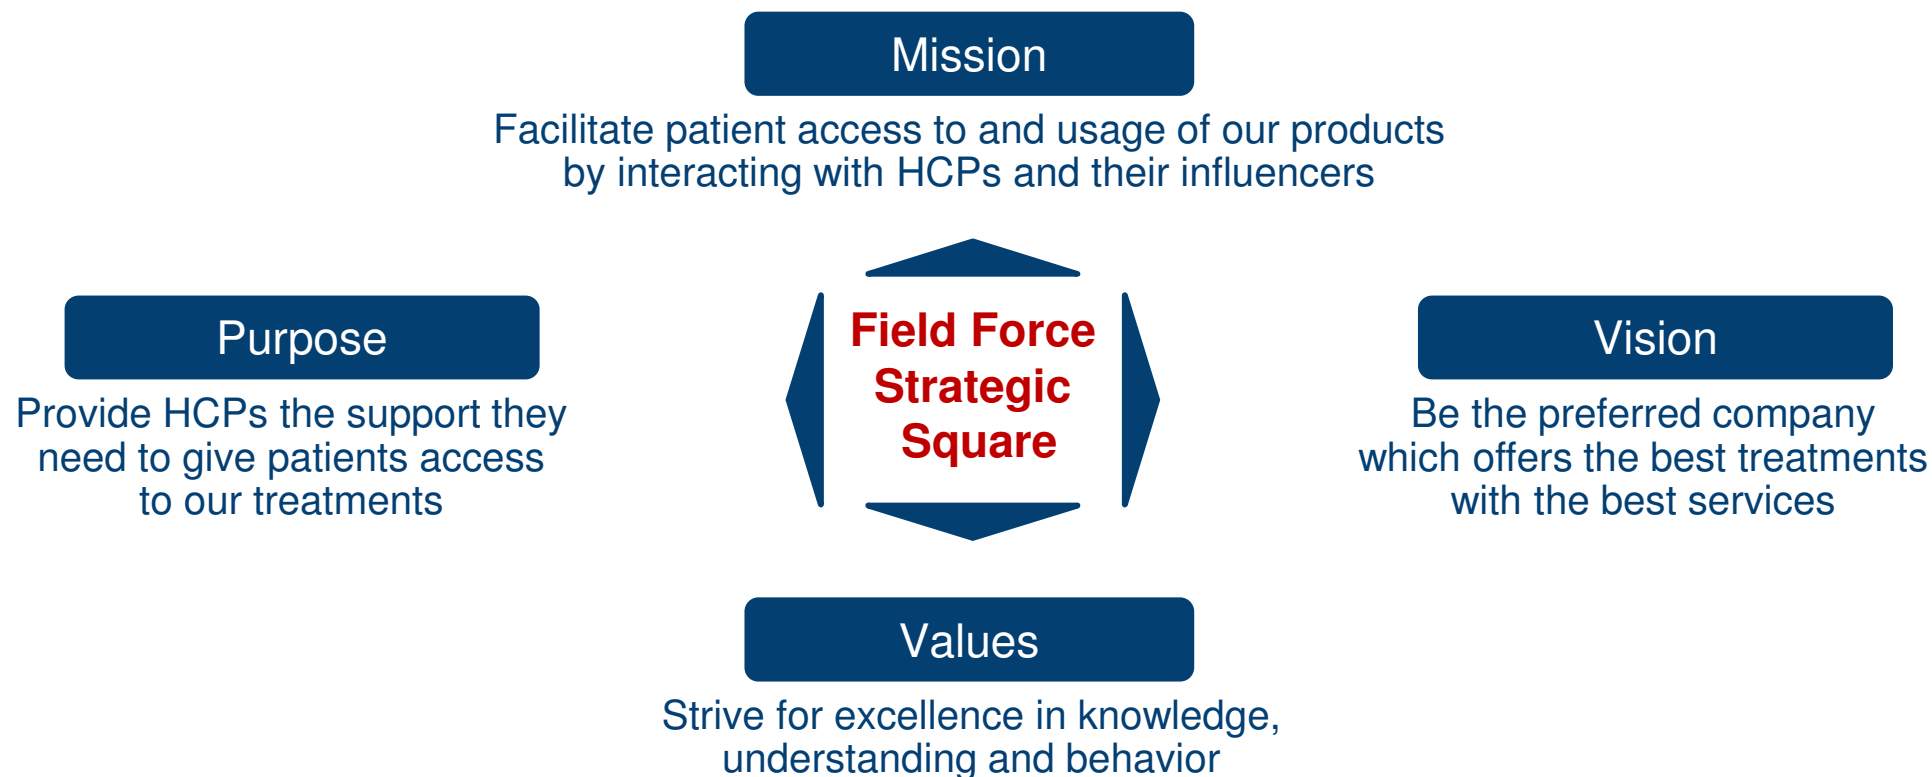 Mission
Facilitate patient access to and usage of our products
by interacting with HCPs and their influencers
Purpose
Provide HCPs the support they
need to give patients access
to our treatments
Field Force
Strategic
Square
Vision
Be the preferred company
which offers the best treatments
with the best services
Values
Strive for excellence in knowledge,
understanding and behavior